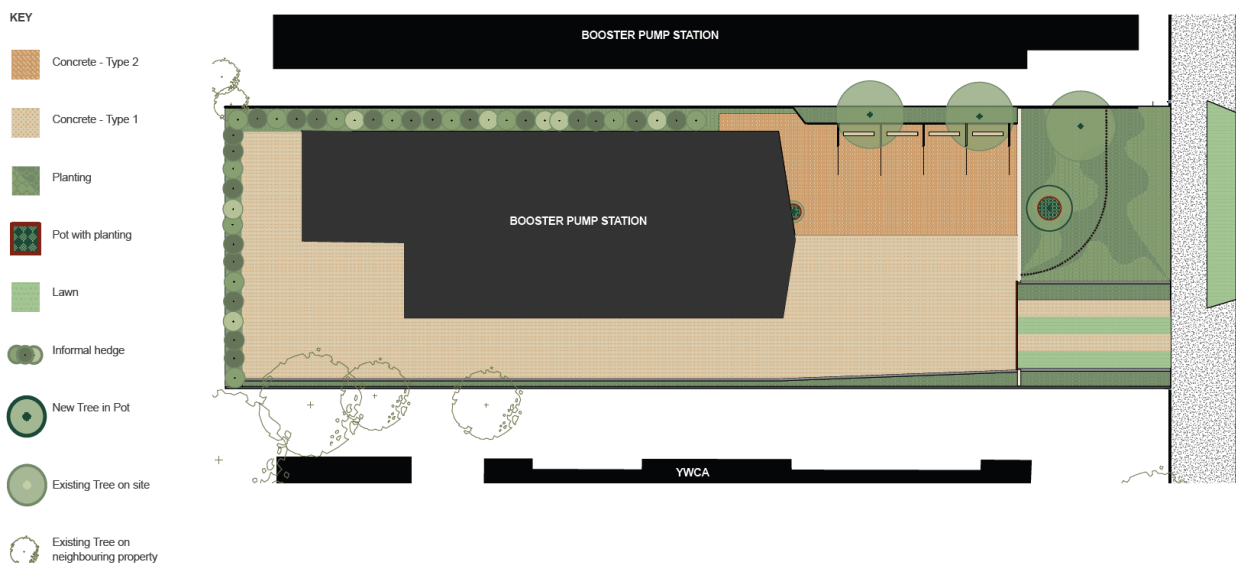 KEY
Concrete - Type 2
Concrete - Type 1
Planting
Pot with planting
Lawn
Informal hedge
New Tree in Pot
Existing Tree on site
Existing Tree on
neighbouring property
BOOSTER PUMP STATION
BOOSTER PUMP STATION
YWCA